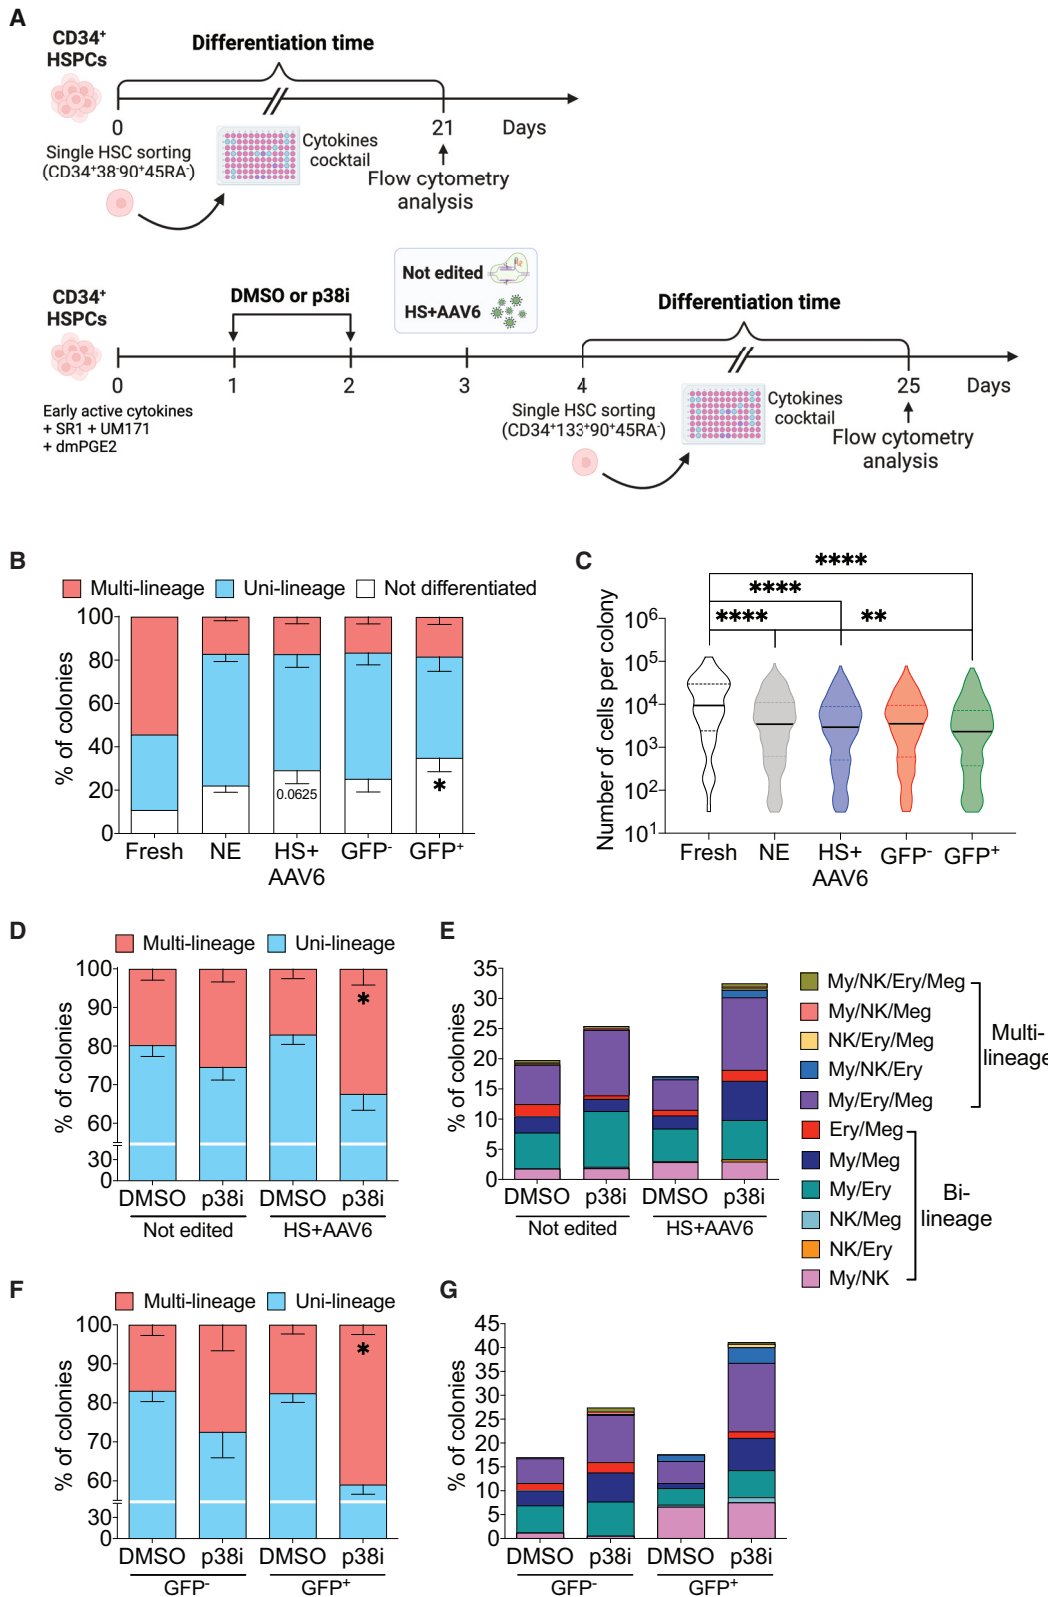 A
CD34+
HSPCs
Differentiation time
0
21
Days
Single HSC sorting
(CD34+38-90+45RA-)
Cytokines
cocktail
Flow cytometry
analysis
CD34+
HSPCs
DMSO or p38i
Not edited
HS+AAV6
Differentiation time
0
1
2
3
4
25
Days
Early active cytokines
+ SR1 + UM171
+ dmPGE2
Single HSC sorting
(CD34+133+90+45RA-)
Cytokines
cocktail
Flow cytometry
analysis
B
Multi-lineage
Uni-lineage
Not differentiated
% of colonies
100
80
60
40
20
0
0.0625
*
Fresh
NE
HS+
AAV6
GFP-
GFP+
C
****
****
****
**
Number of cells per colony
10^6
10^5
10^4
10^3
10^2
10^1
Fresh
NE
HS+
AAV6
GFP-
GFP+
D
Multi-lineage
Uni-lineage
% of colonies
100
90
80
70
60
30
0
*
DMSO
p38i
DMSO
p38i
Not edited
HS+AAV6
E
% of colonies
35
30
25
20
15
10
5
0
DMSO
p38i
DMSO
p38i
Not edited
HS+AAV6
My/NK/Ery/Meg
My/NK/Meg
NK/Ery/Meg
My/NK/Ery
My/Ery/Meg
Multi-
lineage
Ery/Meg
My/Meg
My/Ery
NK/Meg
NK/Ery
My/NK
Bi-
lineage
F
Multi-lineage
Uni-lineage
% of colonies
100
90
80
70
60
30
0
*
DMSO
p38i
DMSO
p38i
GFP-
GFP+
G
% of colonies
45
40
35
30
25
20
15
10
5
0
DMSO
p38i
DMSO
p38i
GFP-
GFP+